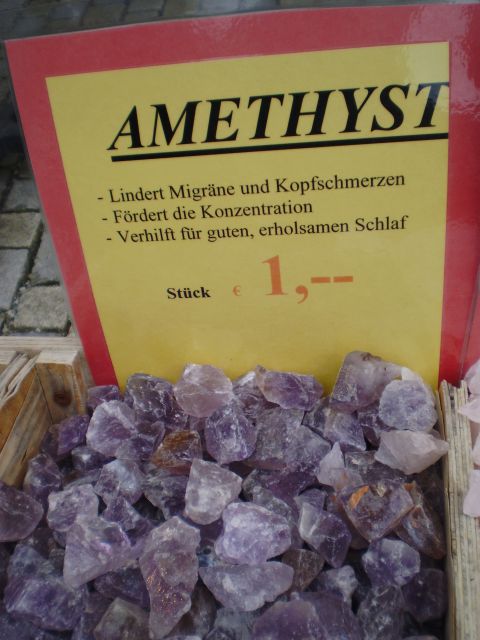 AMETHYST
- Lindert Migräne und Kopfschmerzen
- Fördert die Konzentration
- Verhilft für guten, erholsamen Schlaf
Stück € 1,--